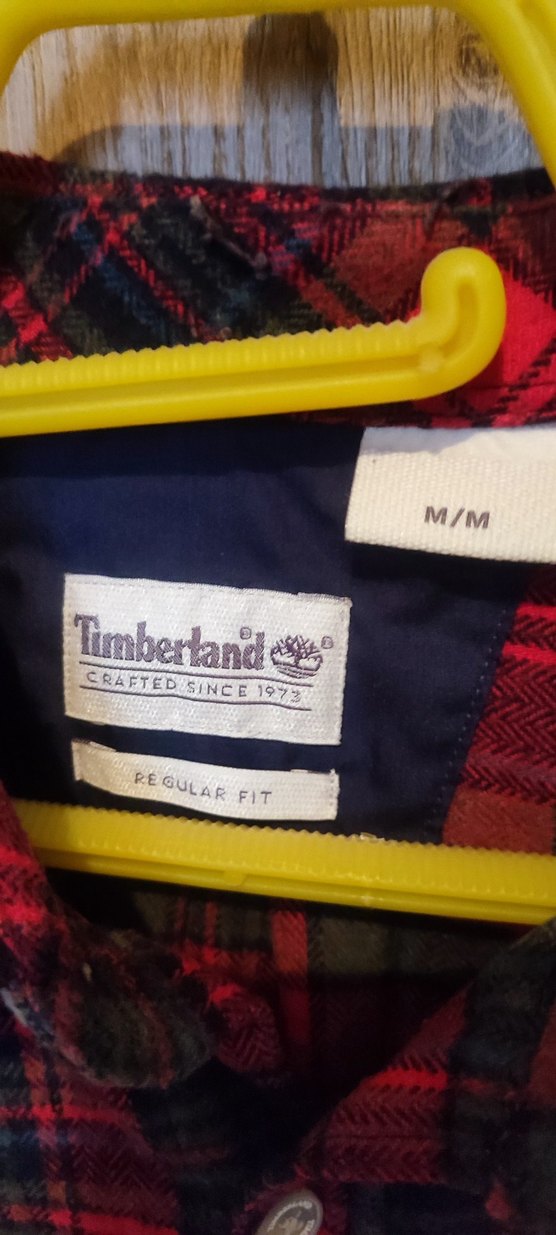 M/M
Timberland®
CRAFTED SINCE 1973
REGULAR FIT